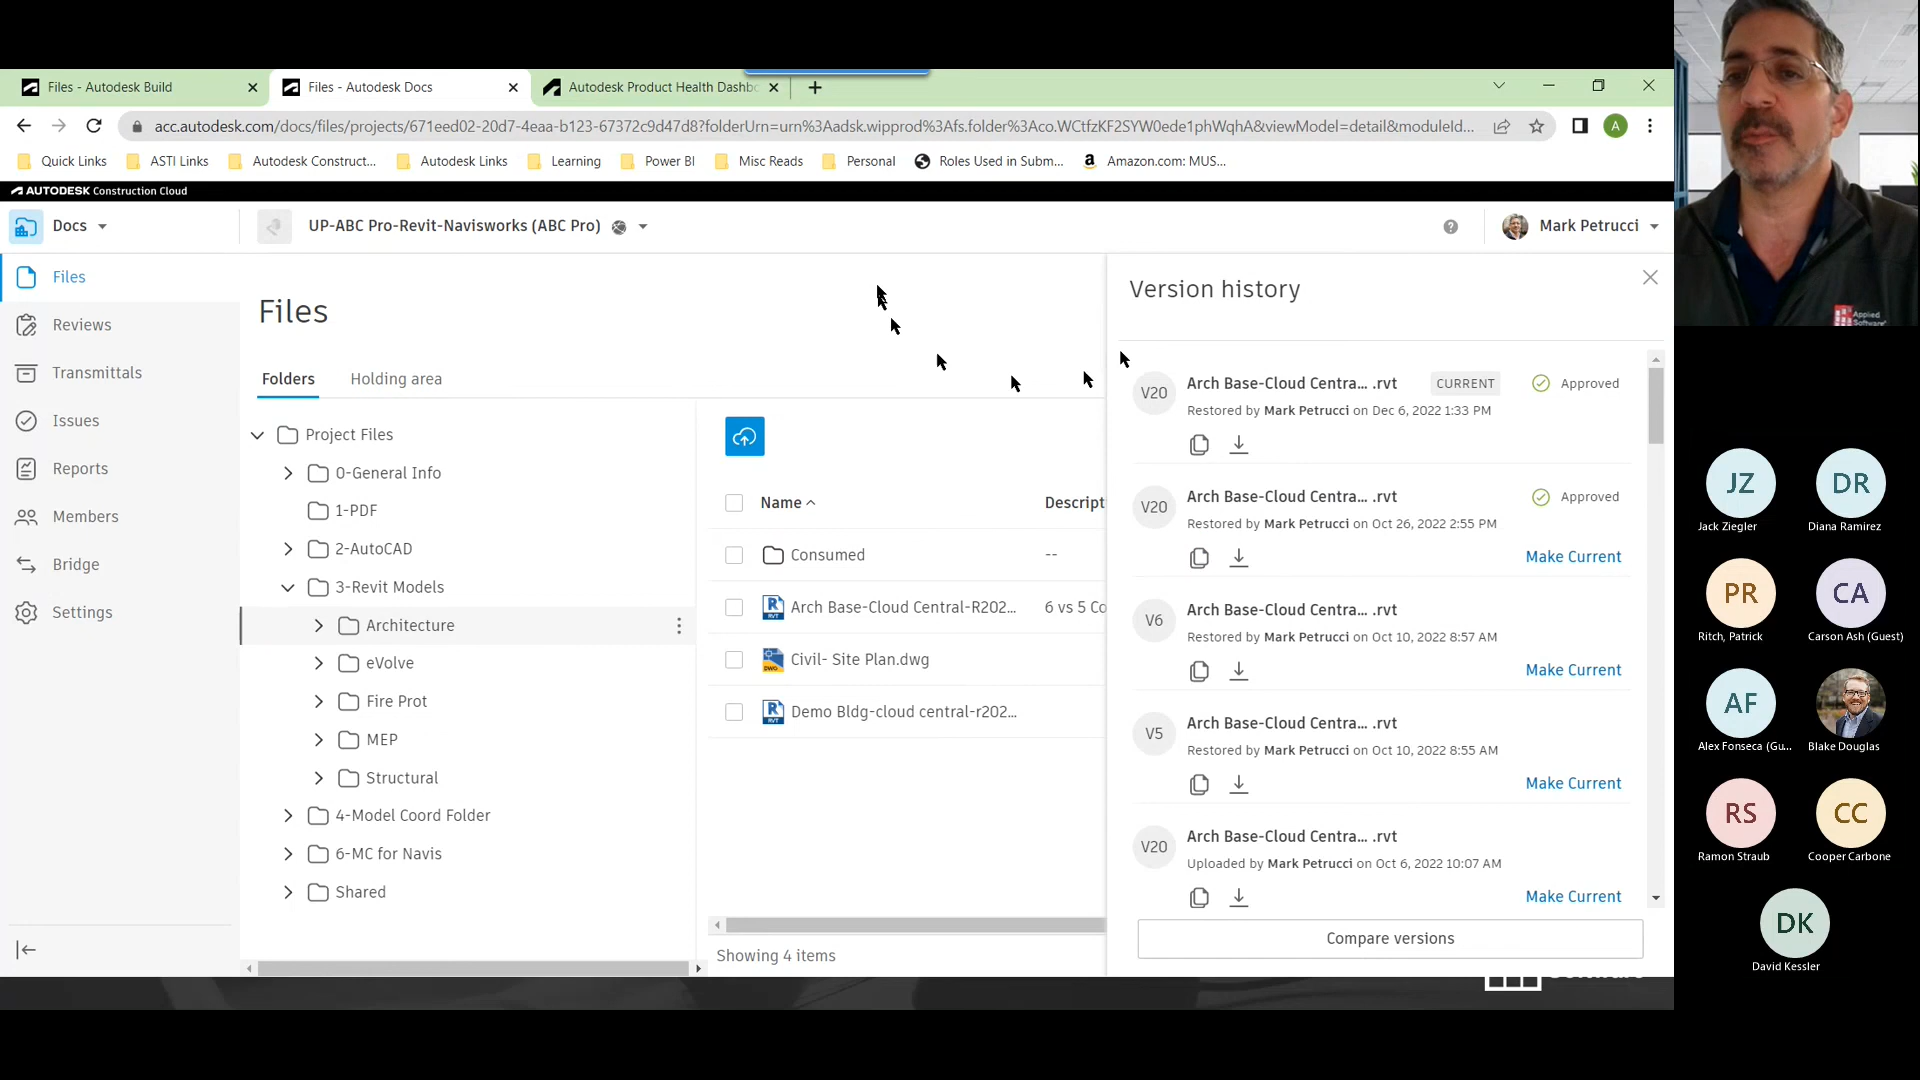 Files - Autodesk Build
Files - Autodesk Docs
Autodesk Product Health Dashb
acc.autodesk.com/docs/files/projects/671eed02-20d7-4eaa-b123-67372c9d47d8?folderUrn=urn%3Aadsk.wipprod%3Afs.folder%3Aco.WCtfzKF2SYW0ede1phWqhA&viewModel=detail&moduleId...
A
Quick Links
ASTI Links
Autodesk Construct...
Autodesk Links
Learning
Power BI
Misc Reads
Personal
Roles Used in Subm...
Amazon.com: MUS...
AUTODESK Construction Cloud
Docs
UP-ABC Pro-Revit-Navisworks (ABC Pro)
Mark Petrucci
Files
Reviews
Transmittals
Issues
Reports
Members
Bridge
Settings
Files
Folders
Holding area
Project Files
0-General Info
1-PDF
2-AutoCAD
3-Revit Models
Architecture
eVolve
Fire Prot
MEP
Structural
4-Model Coord Folder
6-MC for Navis
Shared
Name
Descript
Consumed
--
Arch Base-Cloud Central-R202...
6 vs 5 Co
Civil- Site Plan.dwg
Demo Bldg-cloud central-r202...
Showing 4 items
Version history
V20
Arch Base-Cloud Centra... .rvt
CURRENT
Approved
Restored by Mark Petrucci on Dec 6, 2022 1:33 PM
V20
Arch Base-Cloud Centra... .rvt
Approved
Restored by Mark Petrucci on Oct 26, 2022 2:55 PM
Make Current
V6
Arch Base-Cloud Centra... .rvt
Restored by Mark Petrucci on Oct 10, 2022 8:57 AM
Make Current
V5
Arch Base-Cloud Centra... .rvt
Restored by Mark Petrucci on Oct 10, 2022 8:55 AM
Make Current
V20
Arch Base-Cloud Centra... .rvt
Uploaded by Mark Petrucci on Oct 6, 2022 10:07 AM
Make Current
Compare versions
Applied
Software
JZ
Jack Ziegler
DR
Diana Ramirez
PR
Ritch, Patrick
CA
Carson Ash (Guest)
AF
Alex Fonseca (Gu...
Blake Douglas
RS
Ramon Straub
CC
Cooper Carbone
DK
David Kessler